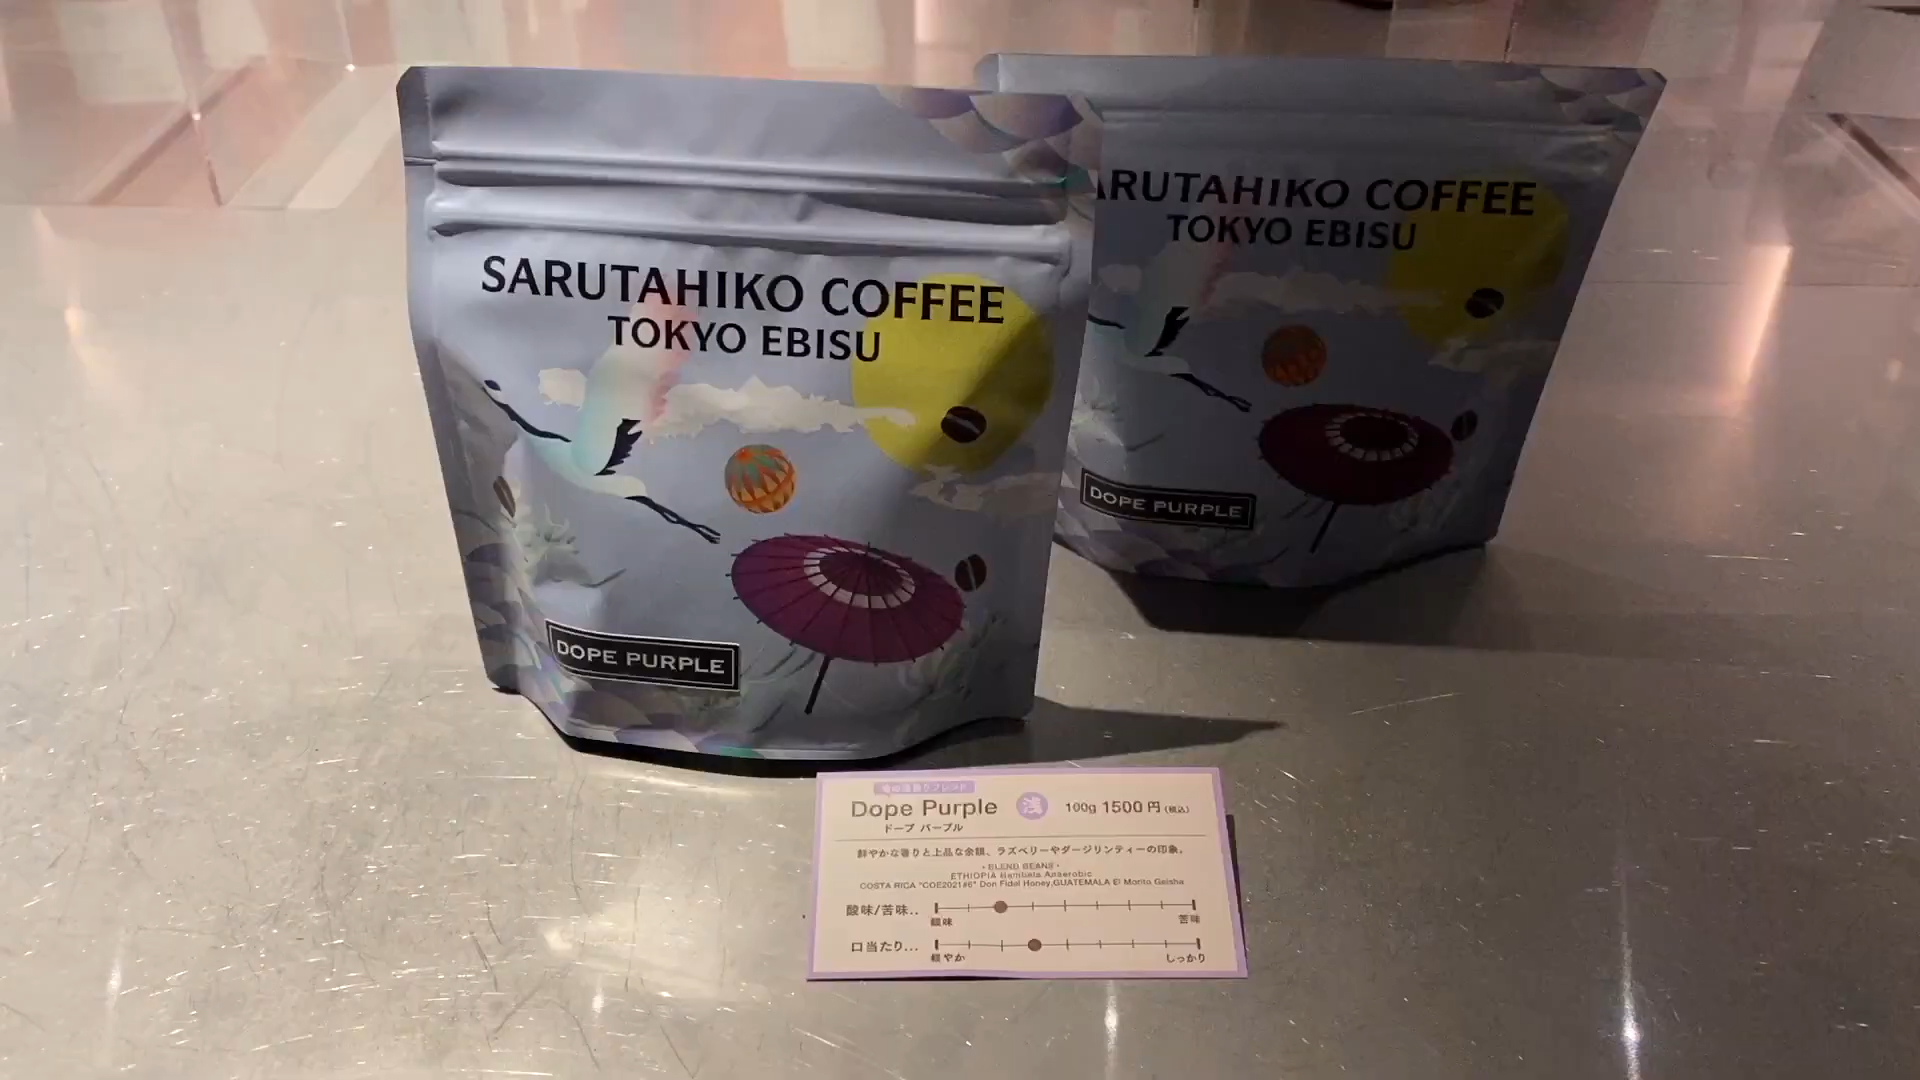 SARUTAHIKO COFFEE
TOKYO EBISU
DOPE PURPLE
ARUTAHIKO COFFEE
TOKYO EBISU
DOPE PURPLE
Dope Purple 浅 100g 1500円(税込)
ドープ パープル
鮮やかな香りと上品な余韻、ラズベリーやダージリンティーの印象。
・BLEND BEANS・
ETHIOPIA Anaerobic
COSTA RICA "COE2021#6" Don Fidel Honey,GUATEMALA El Morito Geisha
酸味/苦味..
酸味 苦味
口当たり...
軽やか しっかり